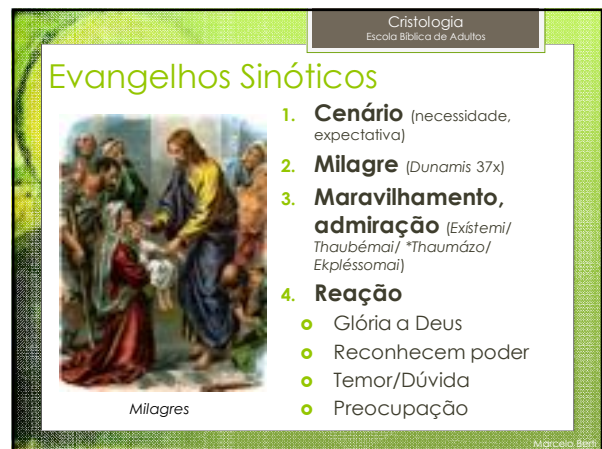 Cristologia
Escola Bíblica de Adultos
Evangelhos Sinóticos
1. Cenário (necessidade,
expectativa)
2. Milagre (Dunamis 37x)
3. Maravilhamento,
admiração (Exístemi/
Thaubémai/ *Thaumázo/
Ekpléssomai)
4. Reação
Glória a Deus
Reconhecem poder
Temor/Dúvida
Preocupação
Milagres
Marcelo Berti